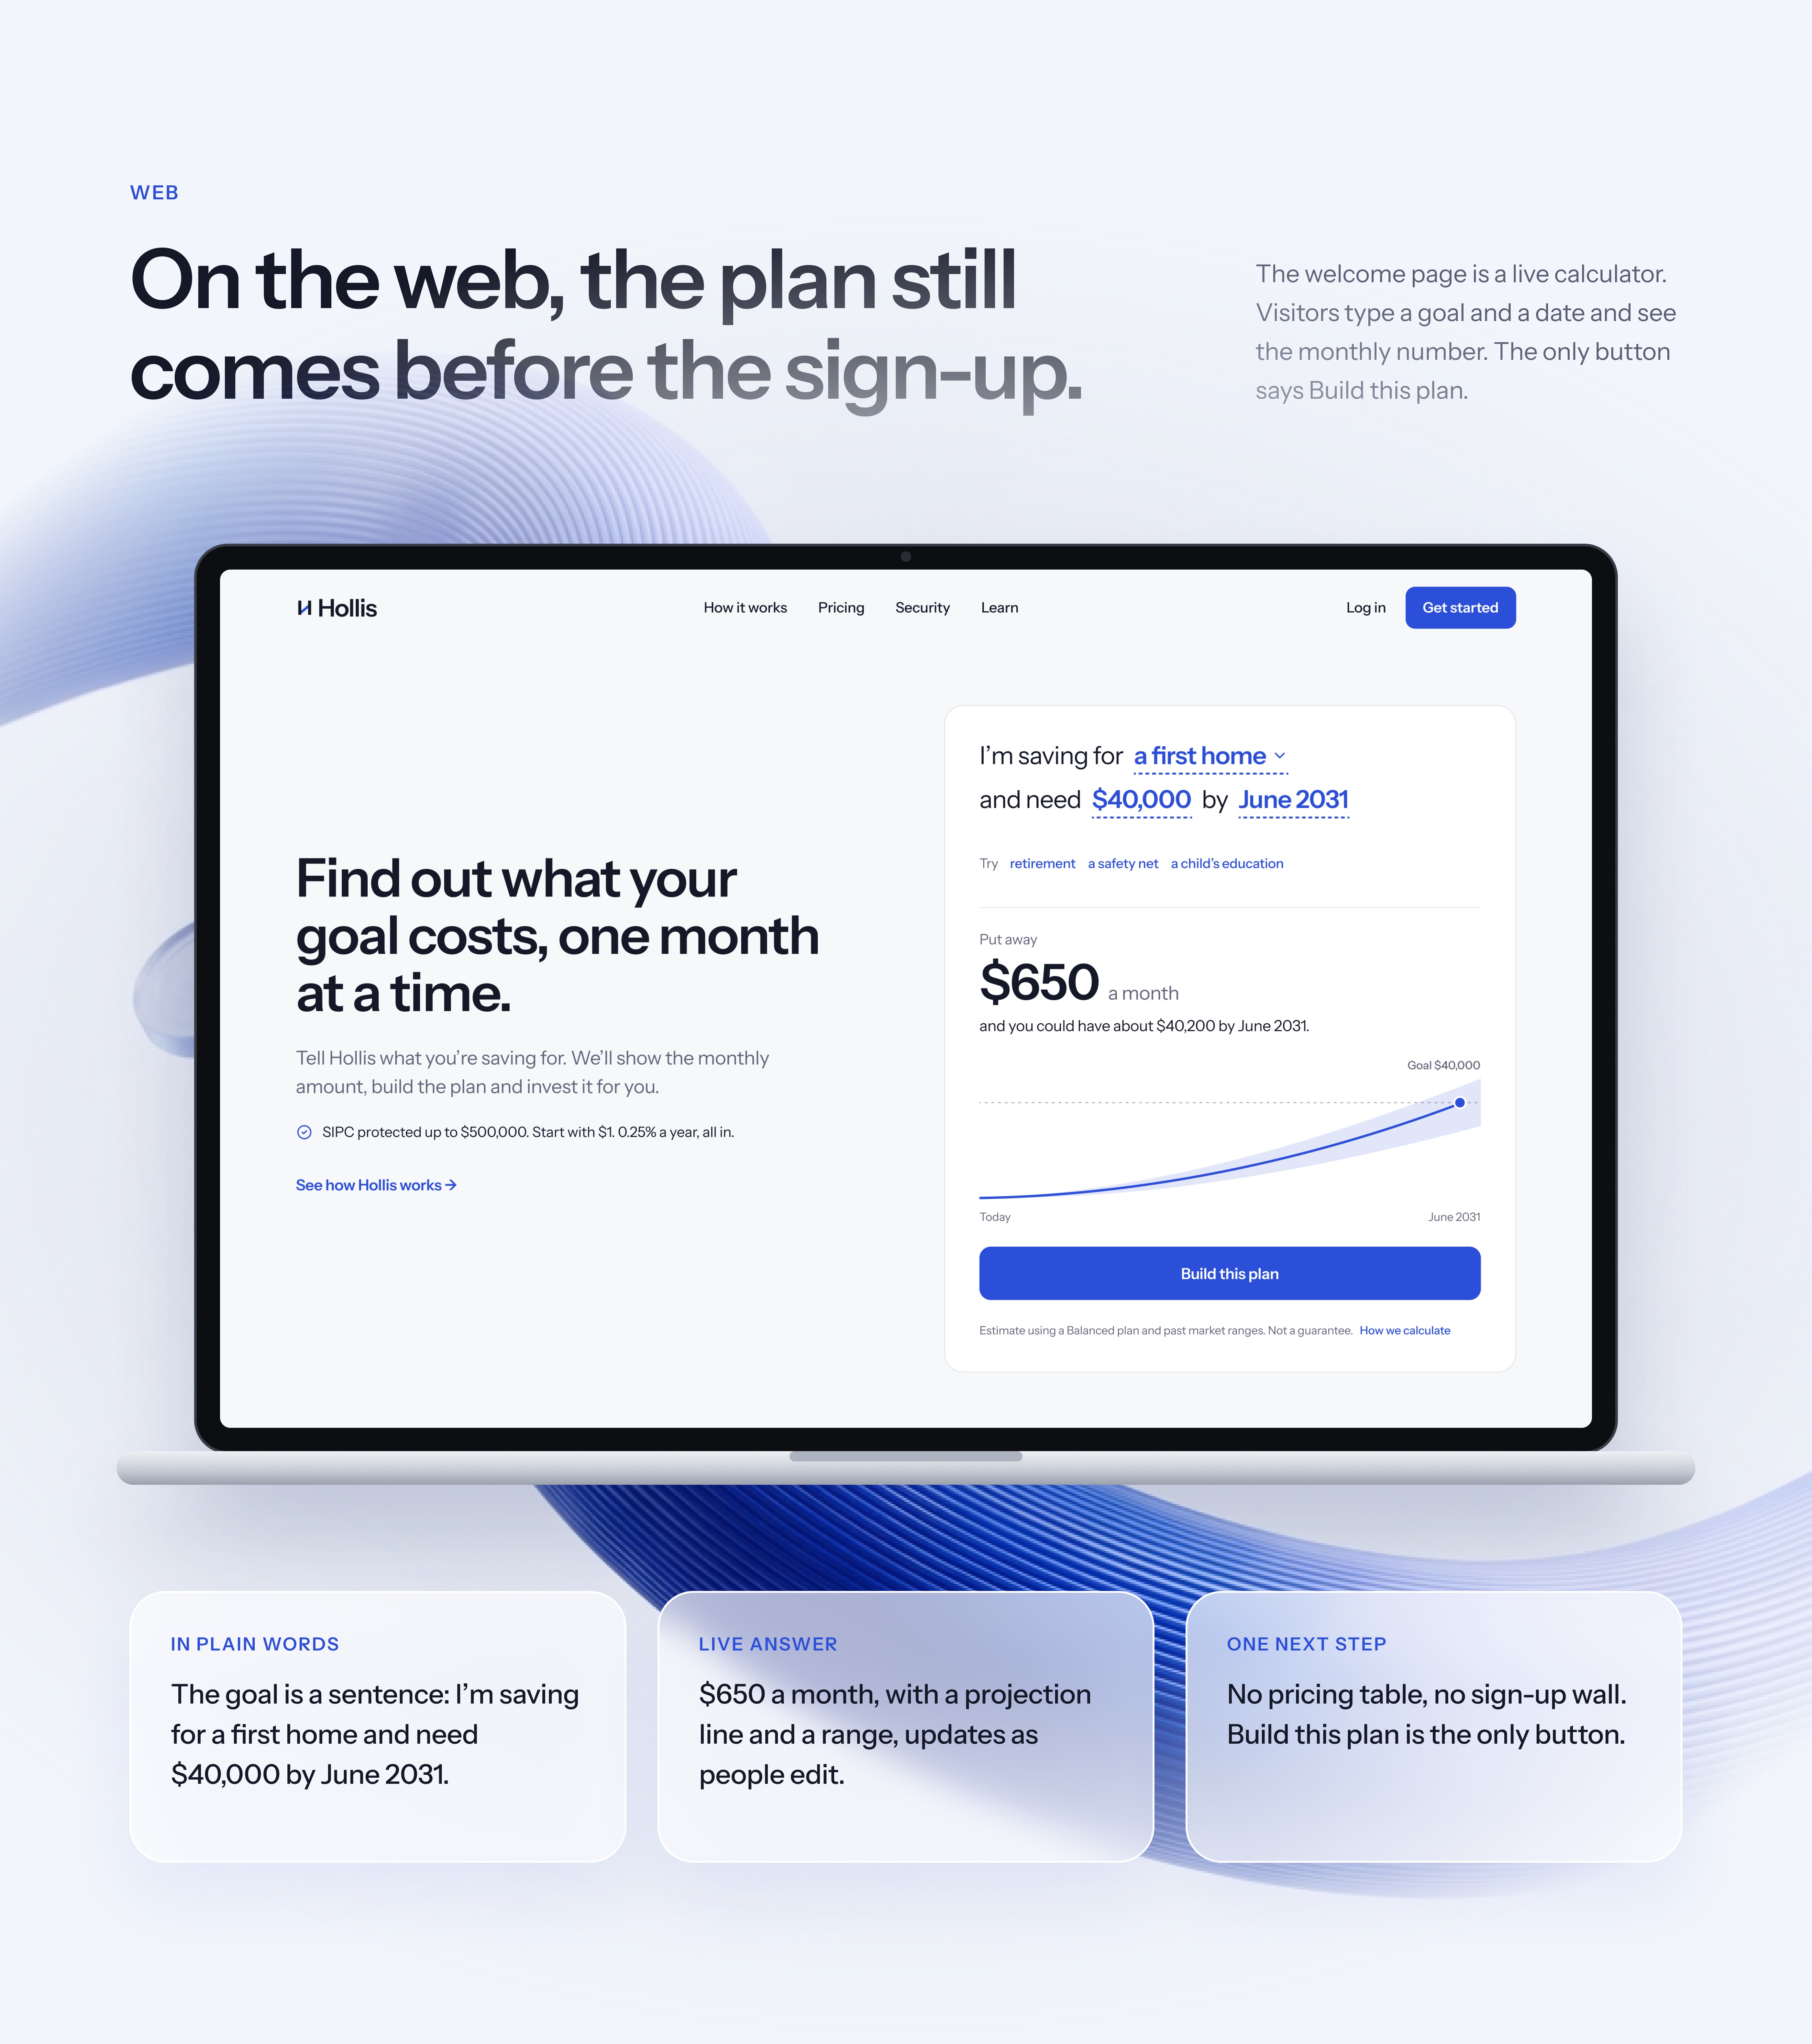 WEB
On the web, the plan still
comes before the sign-up.
The welcome page is a live calculator.
Visitors type a goal and a date and see
the monthly number. The only button
says Build this plan.
Hollis
How it works
Pricing
Security
Learn
Log in
Get started
Find out what your
goal costs, one month
at a time.
Tell Hollis what you’re saving for. We’ll show the monthly
amount, build the plan and invest it for you.
SIPC protected up to $500,000. Start with $1. 0.25% a year, all in.
See how Hollis works →
I’m saving for a first home
and need $40,000 by June 2031
Try retirement a safety net a child’s education
Put away
$650 a month
and you could have about $40,200 by June 2031.
Goal $40,000
Today
June 2031
Build this plan
Estimate using a Balanced plan and past market ranges. Not a guarantee. How we calculate
IN PLAIN WORDS
The goal is a sentence: I’m saving
for a first home and need
$40,000 by June 2031.
LIVE ANSWER
$650 a month, with a projection
line and a range, updates as
people edit.
ONE NEXT STEP
No pricing table, no sign-up wall.
Build this plan is the only button.